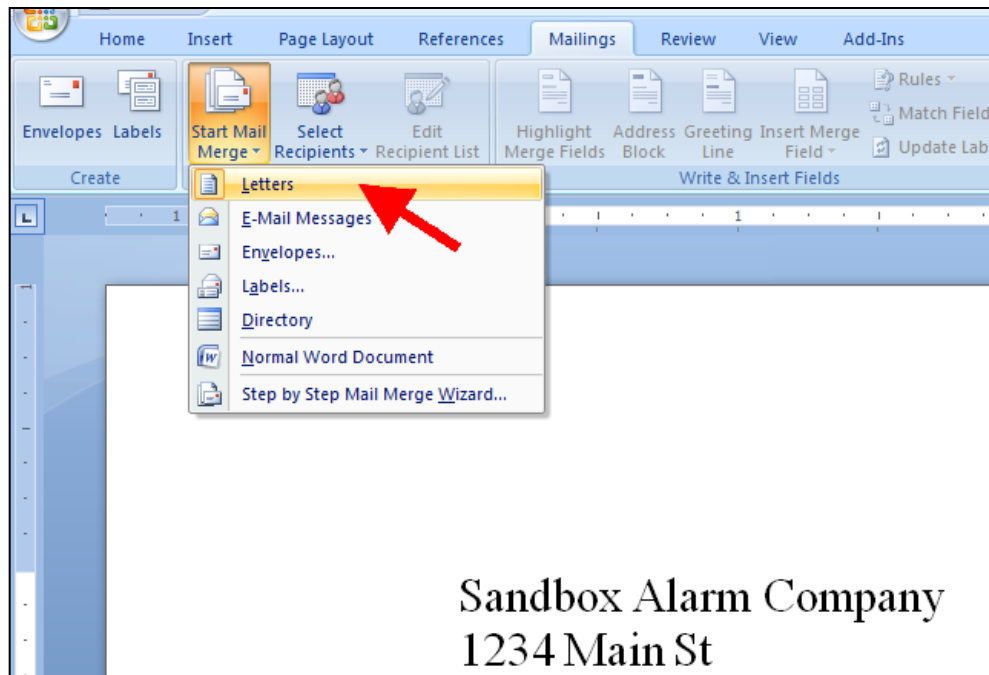 Home Insert Page Layout References Mailings Review View Add-Ins
Envelopes Labels
Start Mail Merge
Select Recipients
Edit Recipient List
Highlight Merge Fields
Address Block
Greeting Line
Insert Merge Field
Rules
Match Field
Update Lab
Create
Write & Insert Fields
Letters
E-Mail Messages
Envelopes...
Labels...
Directory
Normal Word Document
Step by Step Mail Merge Wizard...
L
1 1
1
Sandbox Alarm Company
1234 Main St